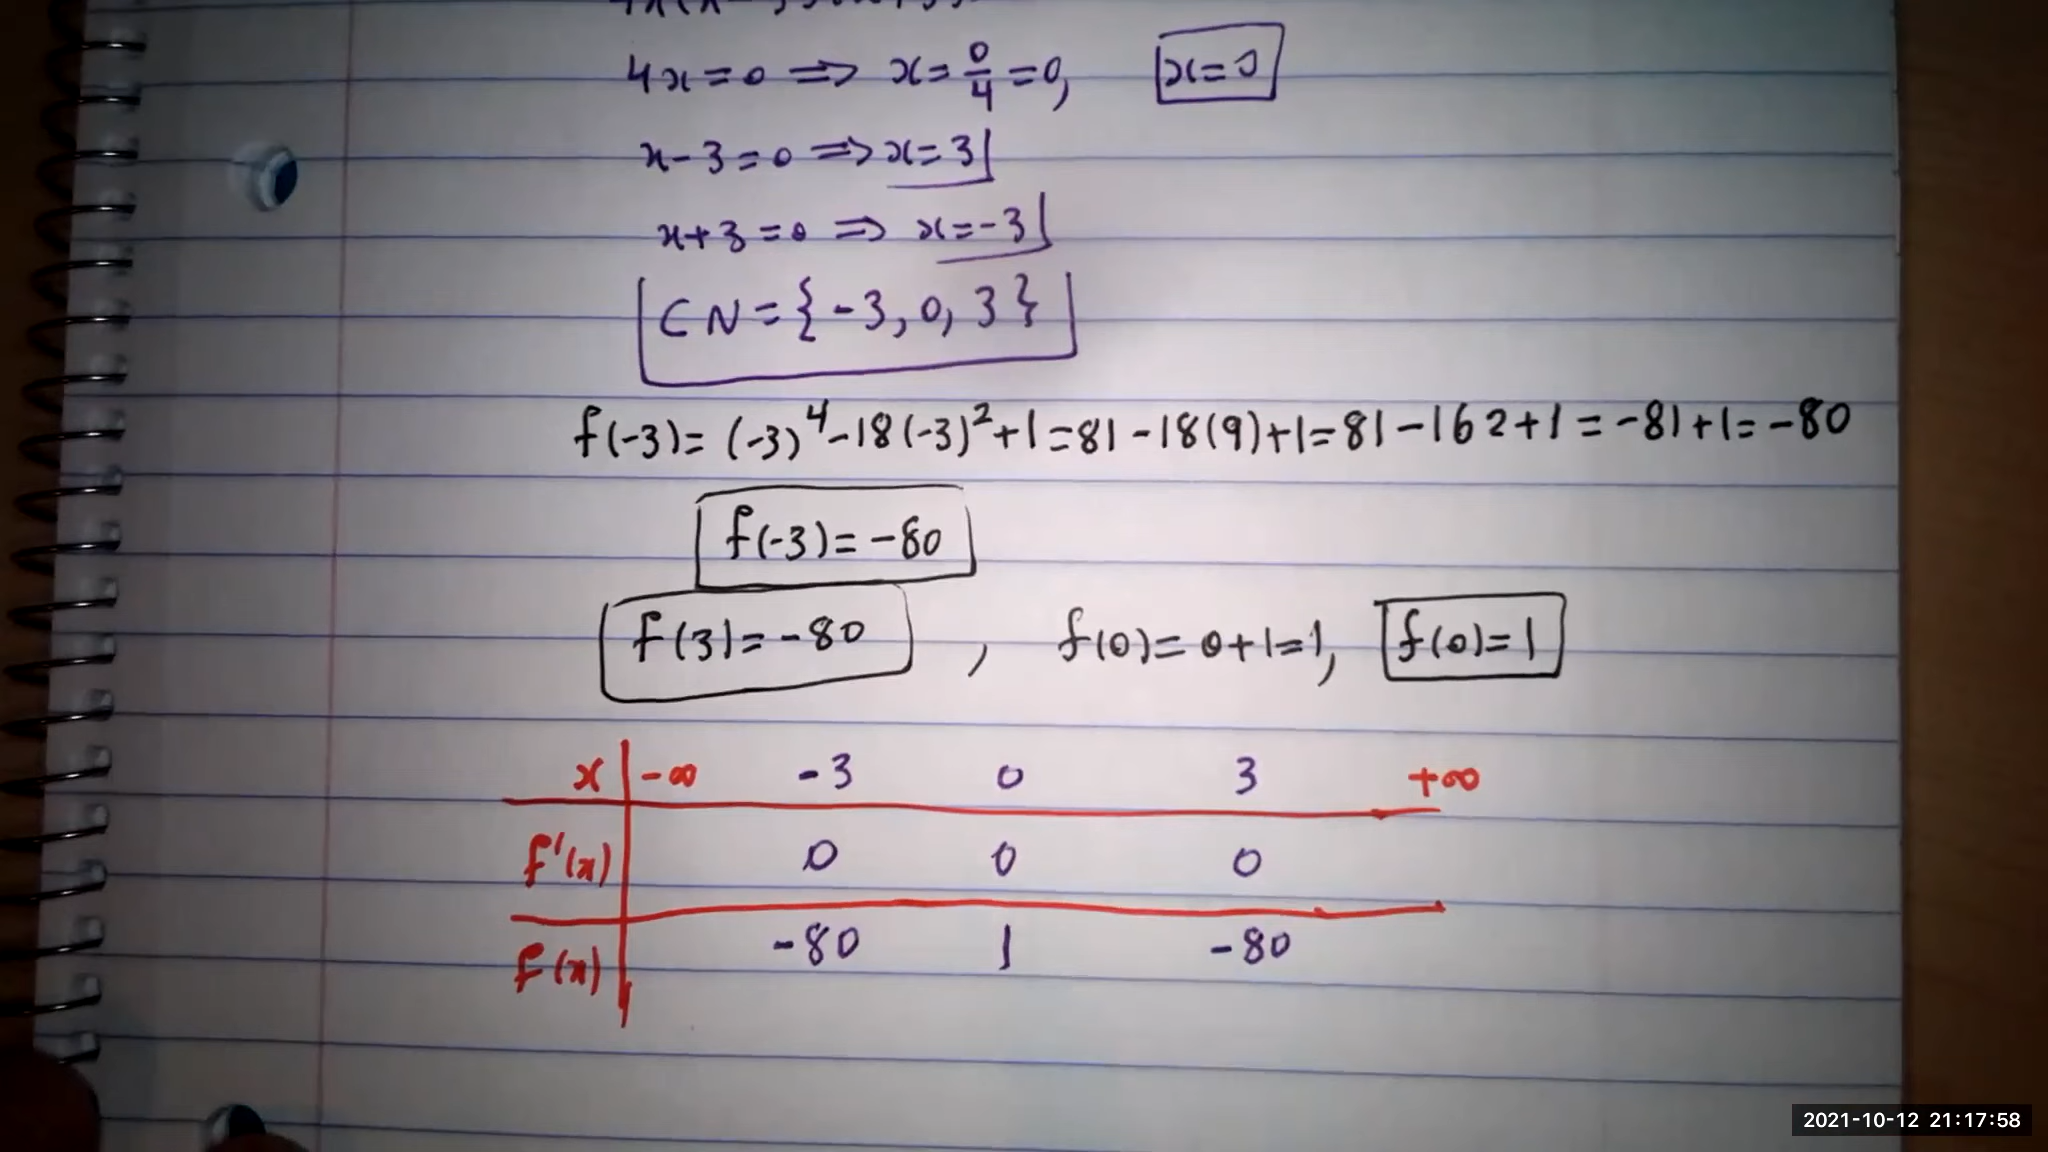 4x = 0 ⟹ x = 0/4 = 0, x = 0
x - 3 = 0 ⟹ x = 3
x + 3 = 0 ⟹ x = -3
CN = {-3, 0, 3}
f(-3) = (-3)⁴ - 18(-3)² + 1 = 81 - 18(9) + 1 = 81 - 162 + 1 = -81 + 1 = -80
f(-3) = -80
f(3) = -80 , f(0) = 0 + 1 = 1, f(0) = 1
x -∞ -3 0 3 +∞
f'(x) 0 0 0
f(x) -80 1 -80
2021-10-12 21:17:58